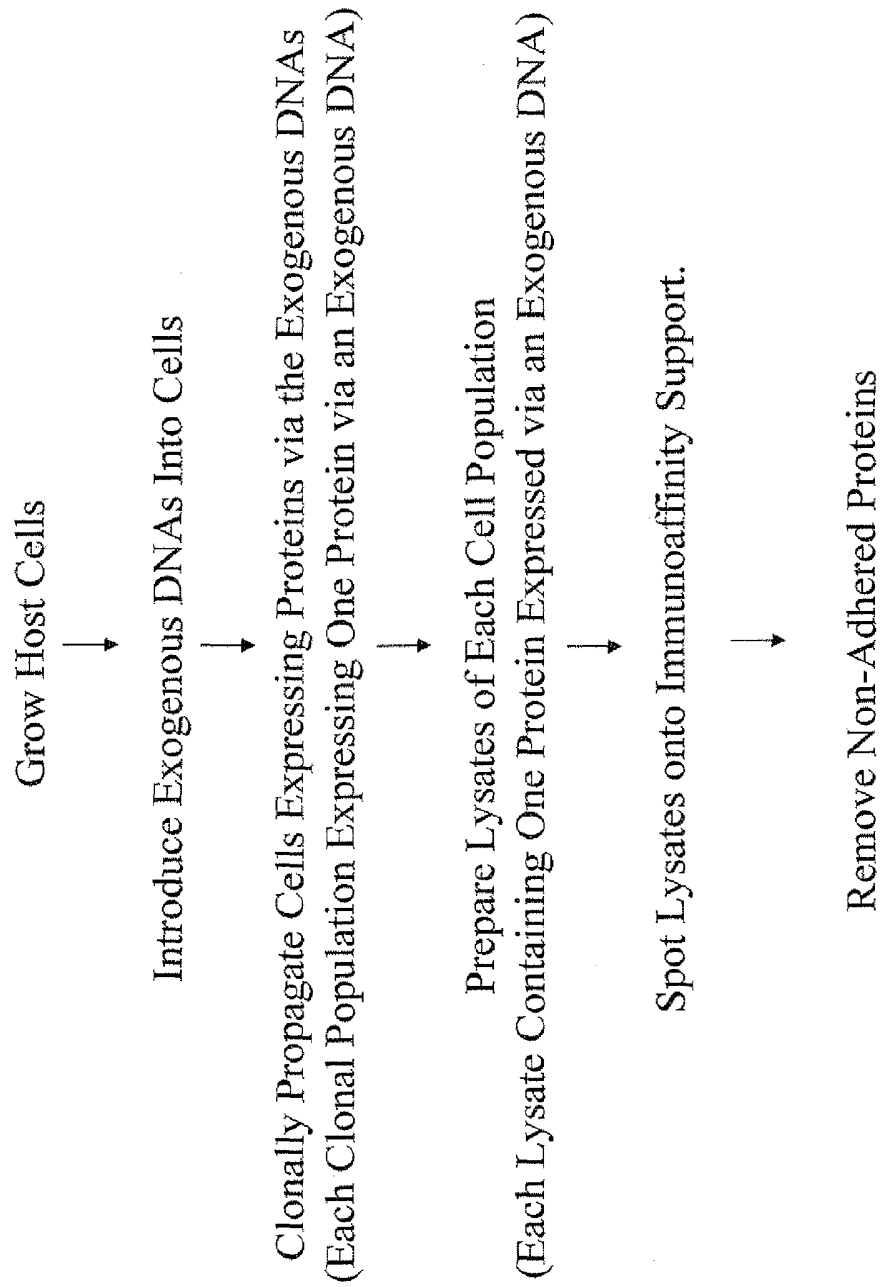 Grow Host Cells
Introduce Exogenous DNAs Into Cells
Clonally Propagate Cells Expressing Proteins via the Exogenous DNAs
(Each Clonal Population Expressing One Protein via an Exogenous DNA)
Prepare Lysates of Each Cell Population
(Each Lysate Containing One Protein Expressed via an Exogenous DNA)
Spot Lysates onto Immunoaffinity Support.
Remove Non-Adhered Proteins